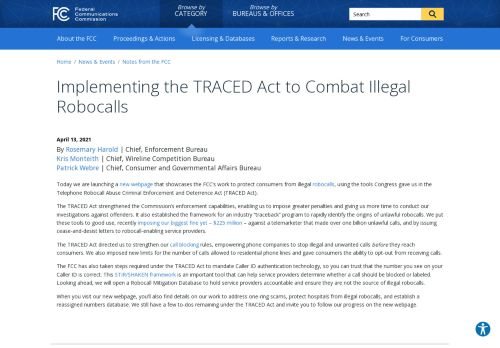 FCC
Federal
Communications
Commission
Browse by
CATEGORY
Browse by
BUREAUS & OFFICES
Search
About the FCC
Proceedings & Actions
Licensing & Databases
Reports & Research
News & Events
For Consumers
Home / News & Events / Notes from the FCC
Implementing the TRACED Act to Combat Illegal
Robocalls
April 13, 2021
By Rosemary Harold | Chief, Enforcement Bureau
Kris Monteith | Chief, Wireline Competition Bureau
Patrick Webre | Chief, Consumer and Governmental Affairs Bureau
Today we are launching a new webpage that showcases the FCC's work to protect consumers from illegal robocalls, using the tools Congress gave us in the
Telephone Robocall Abuse Criminal Enforcement and Deterrence Act (TRACED Act).
The TRACED Act strengthened the Commission's enforcement capabilities, enabling us to impose greater penalties and giving us more time to conduct our
investigations against offenders. It also established the framework for an industry "traceback" program to rapidly identify the origins of unlawful robocalls. We put
these tools to good use, recently imposing our biggest fine yet – $225 million – against a telemarketer that made over one billion unlawful calls, and by issuing
cease-and-desist letters to robocall-enabling service providers.
The TRACED Act directed us to strengthen our call blocking rules, empowering phone companies to stop illegal and unwanted calls before they reach
consumers. We also imposed new limits for the number of calls allowed to residential phone lines and gave consumers the ability to opt-out from receiving calls.
The FCC has also taken steps required under the TRACED Act to mandate Caller ID authentication technology, so you can trust that the number you see on your
Caller ID is correct. This STIR/SHAKEN framework is an important tool that can help service providers determine whether a call should be blocked or labeled.
Looking ahead, we will open a Robocall Mitigation Database to hold service providers accountable and ensure they are not the source of illegal robocalls.
When you visit our new webpage, you'll also find details on our work to address one-ring scams, protect hospitals from illegal robocalls, and establish a
reassigned numbers database. We still have a few to-dos remaining under the TRACED Act and invite you to follow our progress on the new webpage.